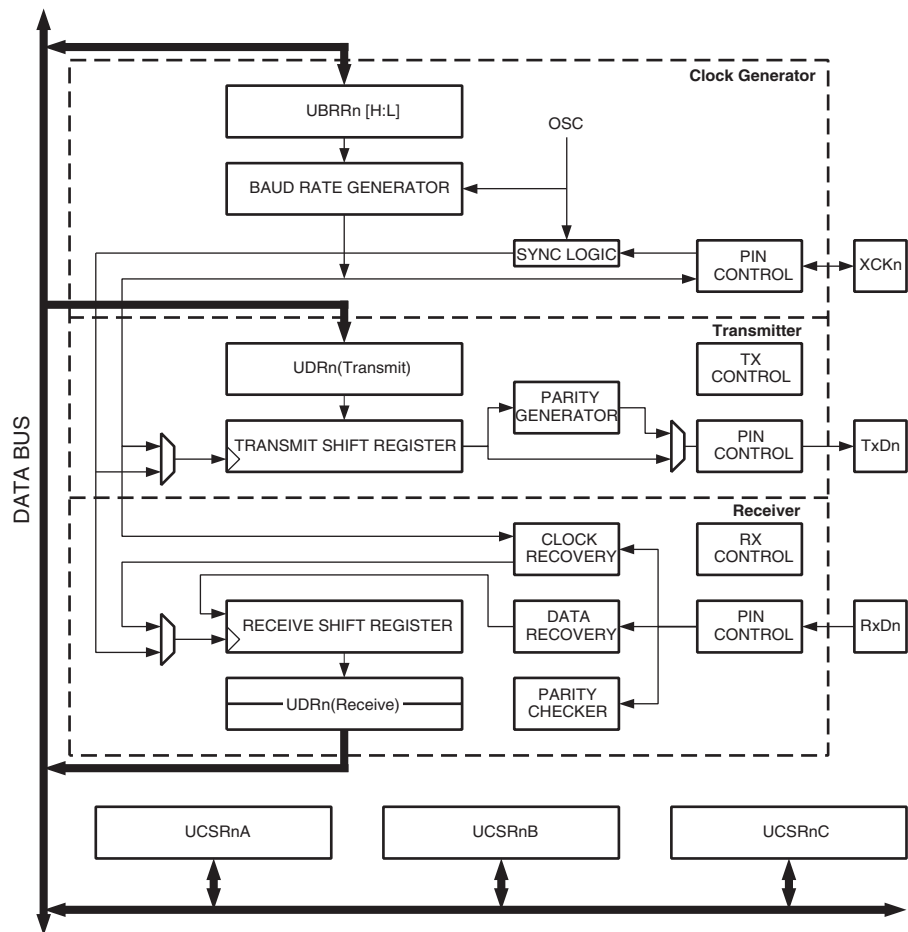 Clock Generator
UBRRn [H:L]
OSC
BAUD RATE GENERATOR
SYNC LOGIC
PIN
CONTROL
XCKn
Transmitter
UDRn(Transmit)
TX
CONTROL
PARITY
GENERATOR
TRANSMIT SHIFT REGISTER
PIN
CONTROL
TxDn
DATA BUS
Receiver
CLOCK
RECOVERY
RX
CONTROL
RECEIVE SHIFT REGISTER
DATA
RECOVERY
PIN
CONTROL
RxDn
UDRn(Receive)
PARITY
CHECKER
UCSRnA
UCSRnB
UCSRnC